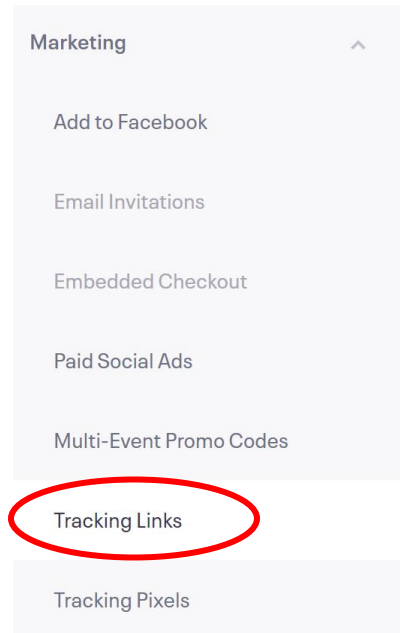 Marketing
Add to Facebook
Email Invitations
Embedded Checkout
Paid Social Ads
Multi-Event Promo Codes
Tracking Links
Tracking Pixels